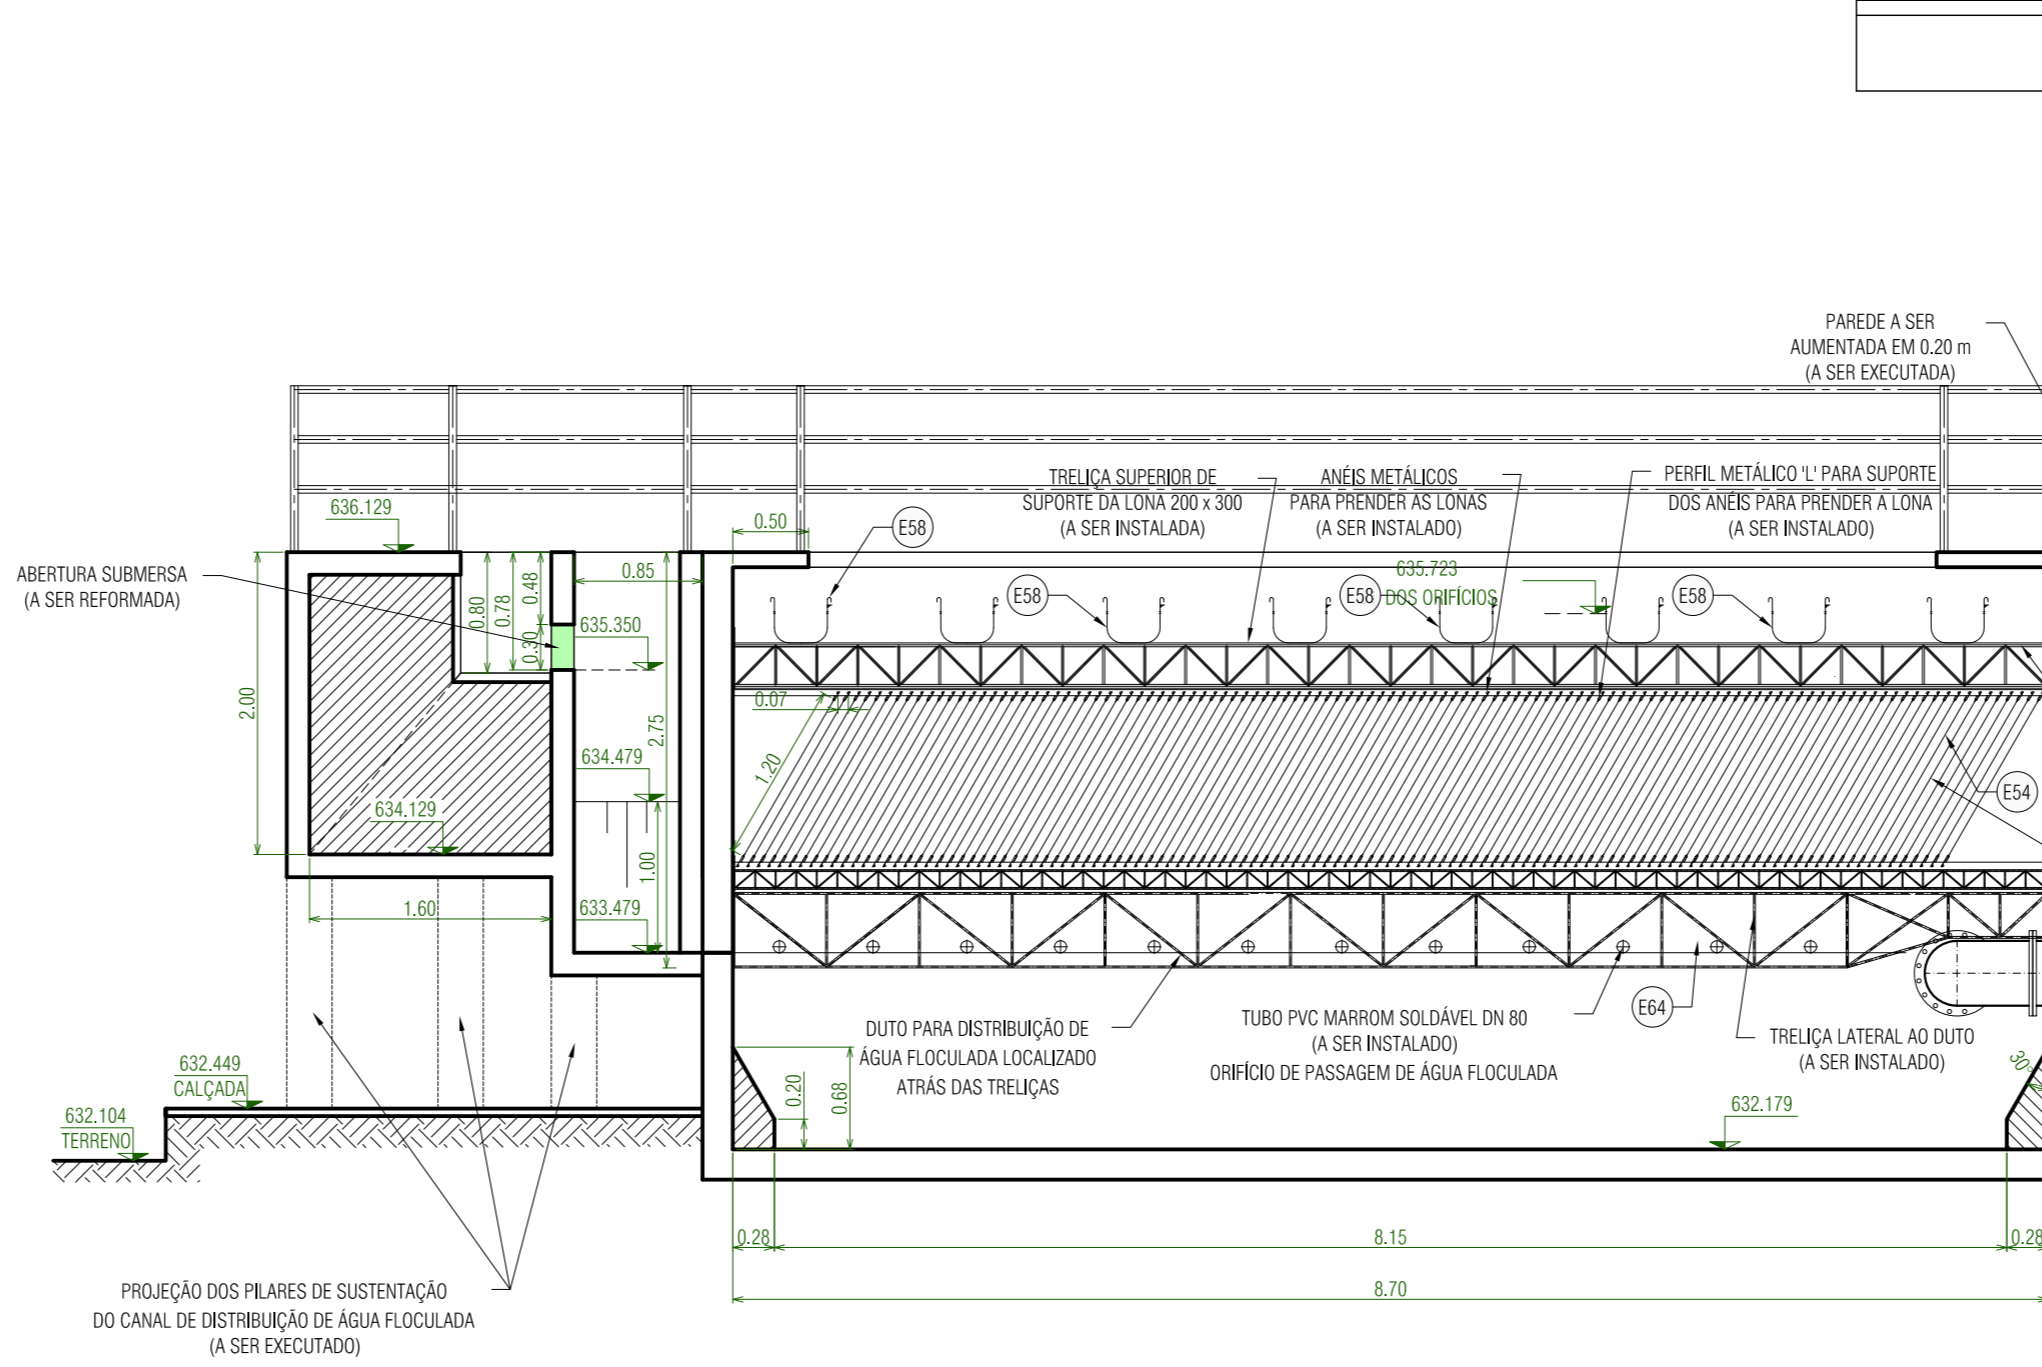 PAREDE A SER
AUMENTADA EM 0.20 m
(A SER EXECUTADA)
TRELIÇA SUPERIOR DE
SUPORTE DA LONA 200 x 300
(A SER INSTALADA)
ANÉIS METÁLICOS
PARA PRENDER AS LONAS
(A SER INSTALADO)
PERFIL METÁLICO 'L' PARA SUPORTE
DOS ANÉIS PARA PRENDER A LONA
(A SER INSTALADO)
636.129
0.50
E58
ABERTURA SUBMERSA
(A SER REFORMADA)
0.85
635.723
DOS ORIFÍCIOS
E58
E58
E58
2.00
0.80
0.78
0.48
0.30
635.350
2.75
0.07
1.20
634.479
634.129
E54
1.00
1.60
633.479
DUTO PARA DISTRIBUIÇÃO DE
ÁGUA FLOCULADA LOCALIZADO
ATRÁS DAS TRELIÇAS
TUBO PVC MARROM SOLDÁVEL DN 80
(A SER INSTALADO)
ORIFÍCIO DE PASSAGEM DE ÁGUA FLOCULADA
E64
TRELIÇA LATERAL AO DUTO
(A SER INSTALADO)
30°
632.449
CALÇADA
632.104
TERRENO
0.20
0.68
632.179
0.28
8.15
0.28
8.70
PROJEÇÃO DOS PILARES DE SUSTENTAÇÃO
DO CANAL DE DISTRIBUIÇÃO DE ÁGUA FLOCULADA
(A SER EXECUTADO)